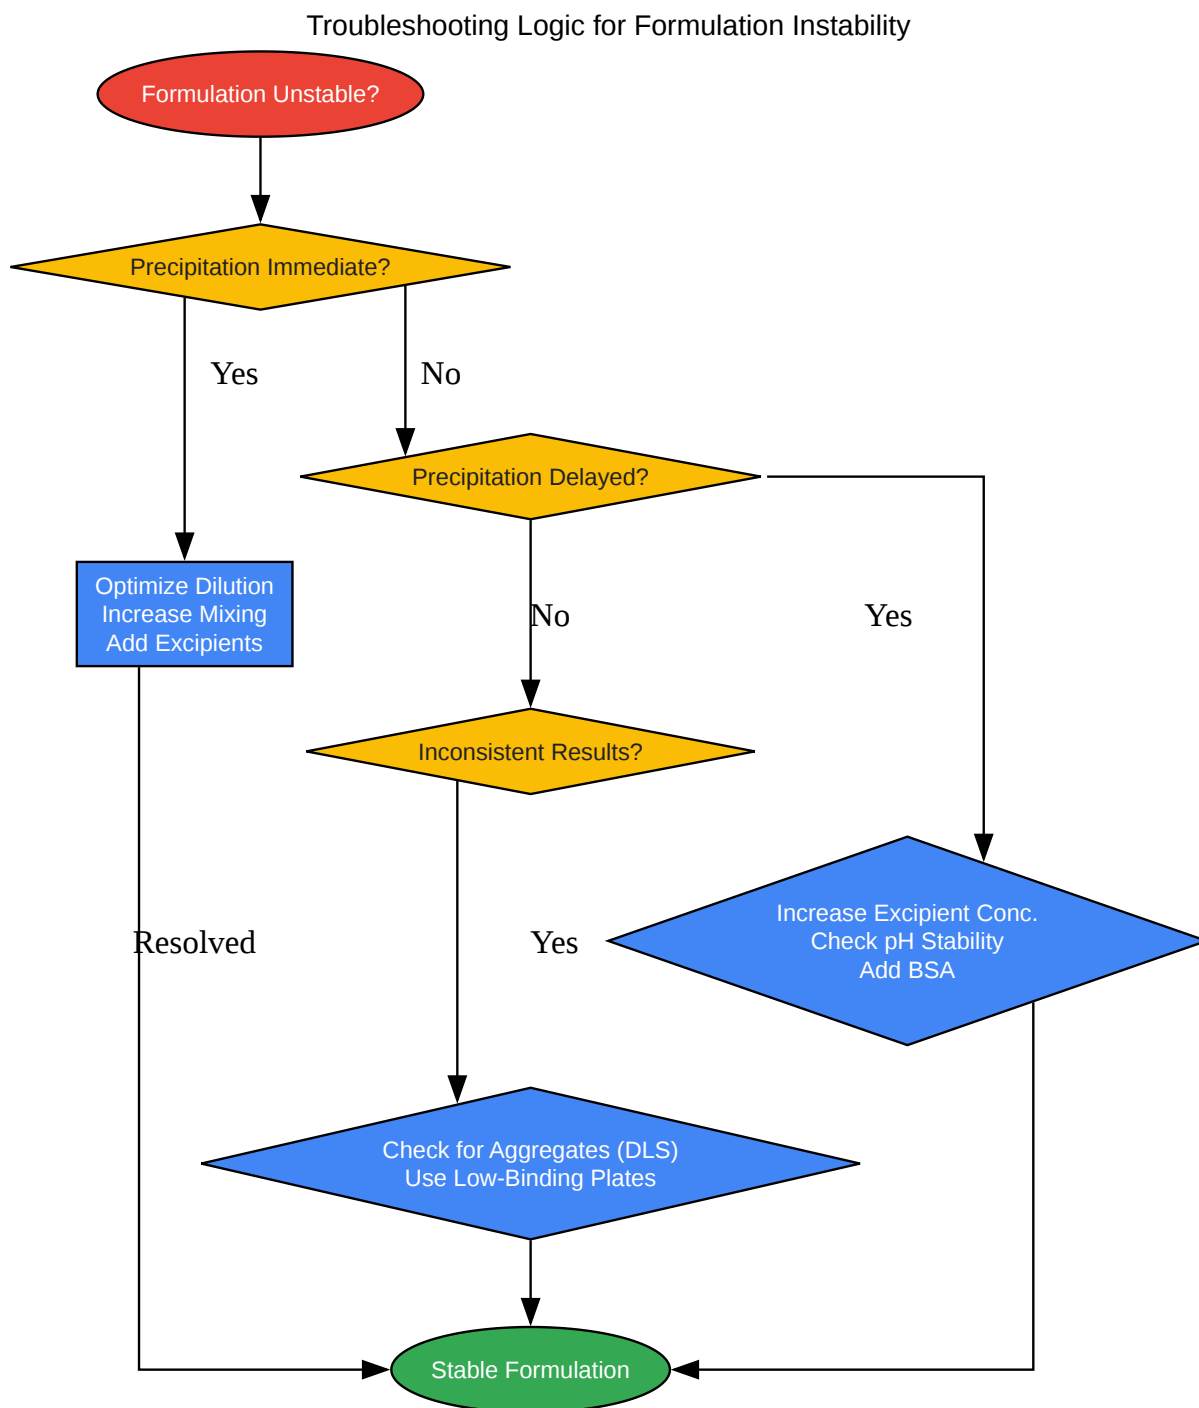 Troubleshooting Logic for Formulation Instability
Formulation Unstable?
Precipitation Immediate?
Yes
No
Precipitation Delayed?
Optimize Dilution
Increase Mixing
Add Excipients
No
Yes
Inconsistent Results?
Increase Excipient Conc.
Check pH Stability
Add BSA
Resolved
Yes
Check for Aggregates (DLS)
Use Low-Binding Plates
Stable Formulation